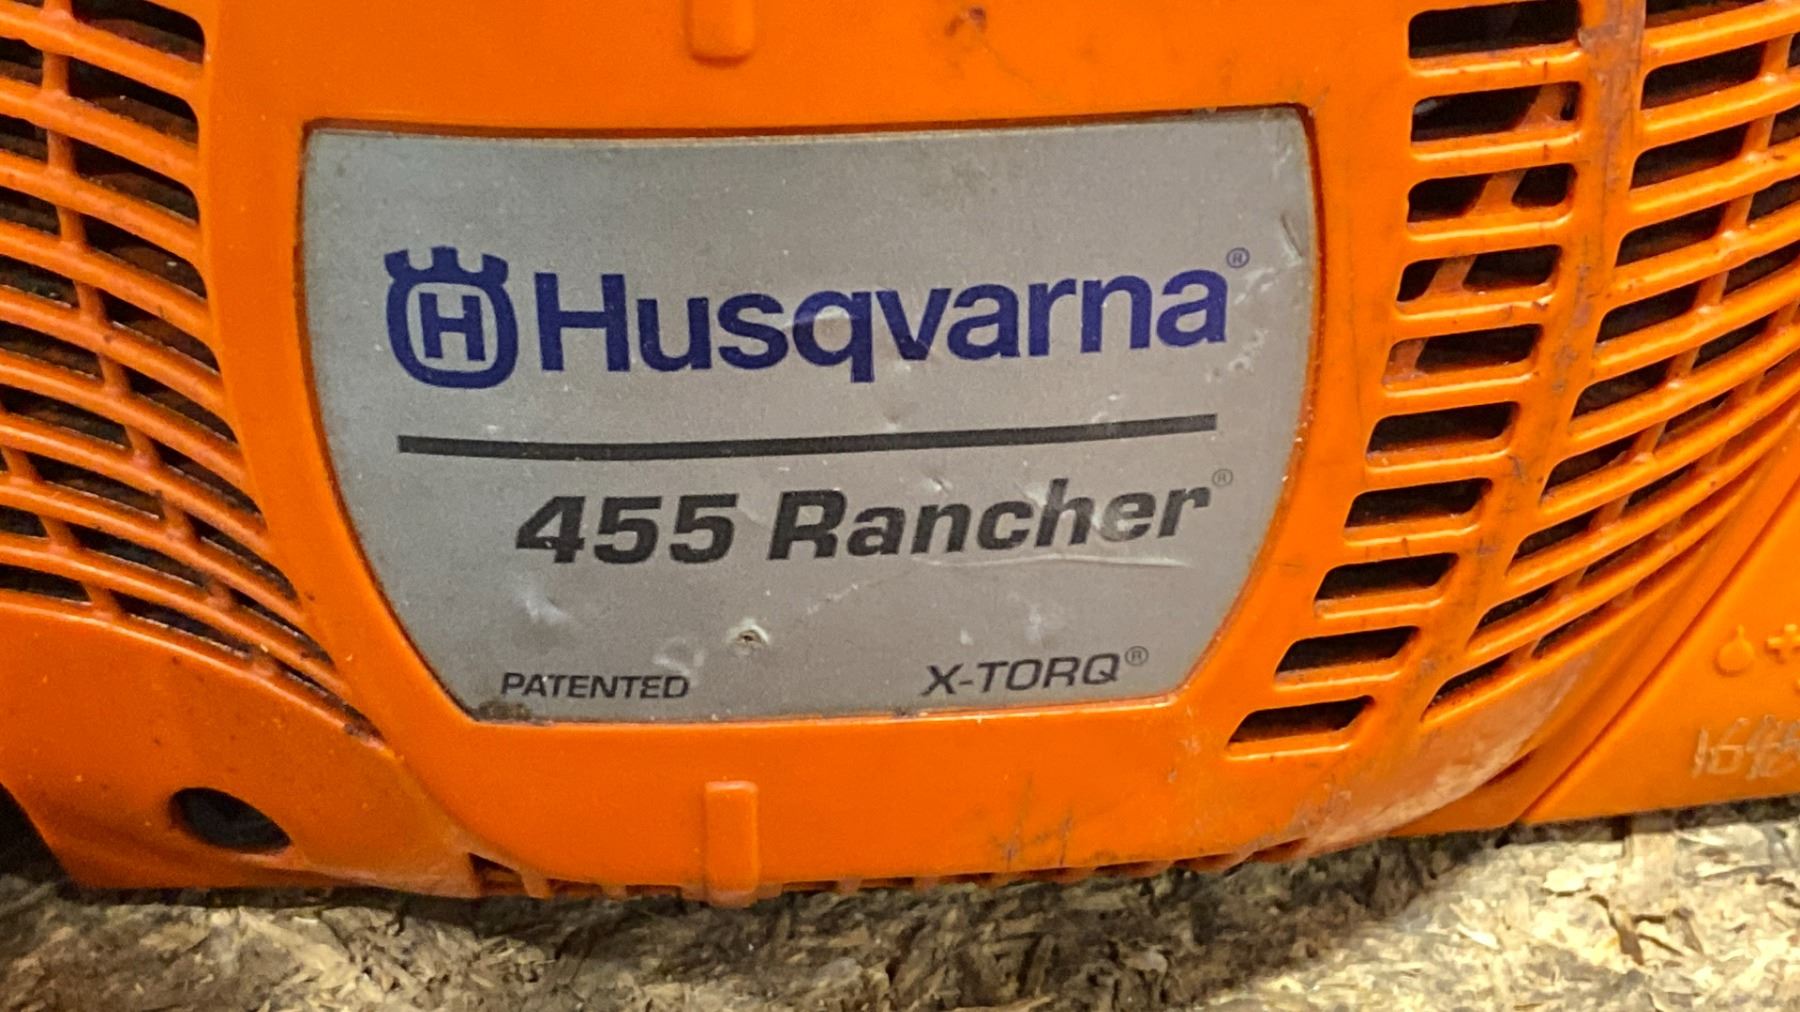 H Husqvarna®
455 Rancher®
PATENTED X-TORQ®